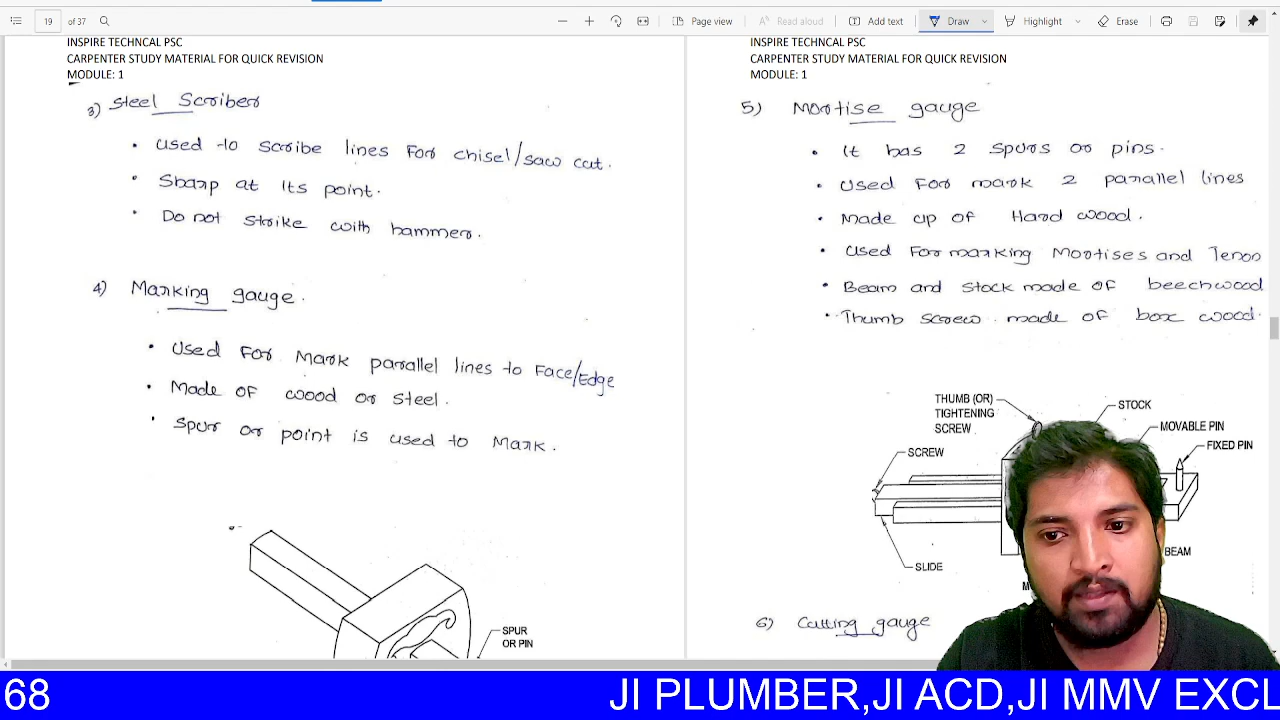 19 of 37
Page view
Read aloud
Add text
Draw
Highlight
Erase
INSPIRE TECHNCAL PSC
CARPENTER STUDY MATERIAL FOR QUICK REVISION
MODULE: 1
3) Steel Scriber
• Used to scribe lines For chisel/saw cut.
• Sharp at its point.
• Do not strike with hammer.
4) Marking gauge.
• Used For Mark parallel lines to Face/Edge
• Made of wood or steel.
• Spur or point is used to Mark.
SPUR
OR PIN
INSPIRE TECHNCAL PSC
CARPENTER STUDY MATERIAL FOR QUICK REVISION
MODULE: 1
5) Mortise gauge
• It has 2 spurs or pins.
• Used For mark 2 parallel lines
• Made up of Hard wood.
• Used For marking Mortises and Tenon
• Beam and stock made of beechwood
• Thumb screw made of box wood.
THUMB (OR)
TIGHTENING
SCREW
STOCK
MOVABLE PIN
FIXED PIN
SCREW
SLIDE
BEAM
6) Cutting gauge
68 JI PLUMBER,JI ACD,JI MMV EXCL